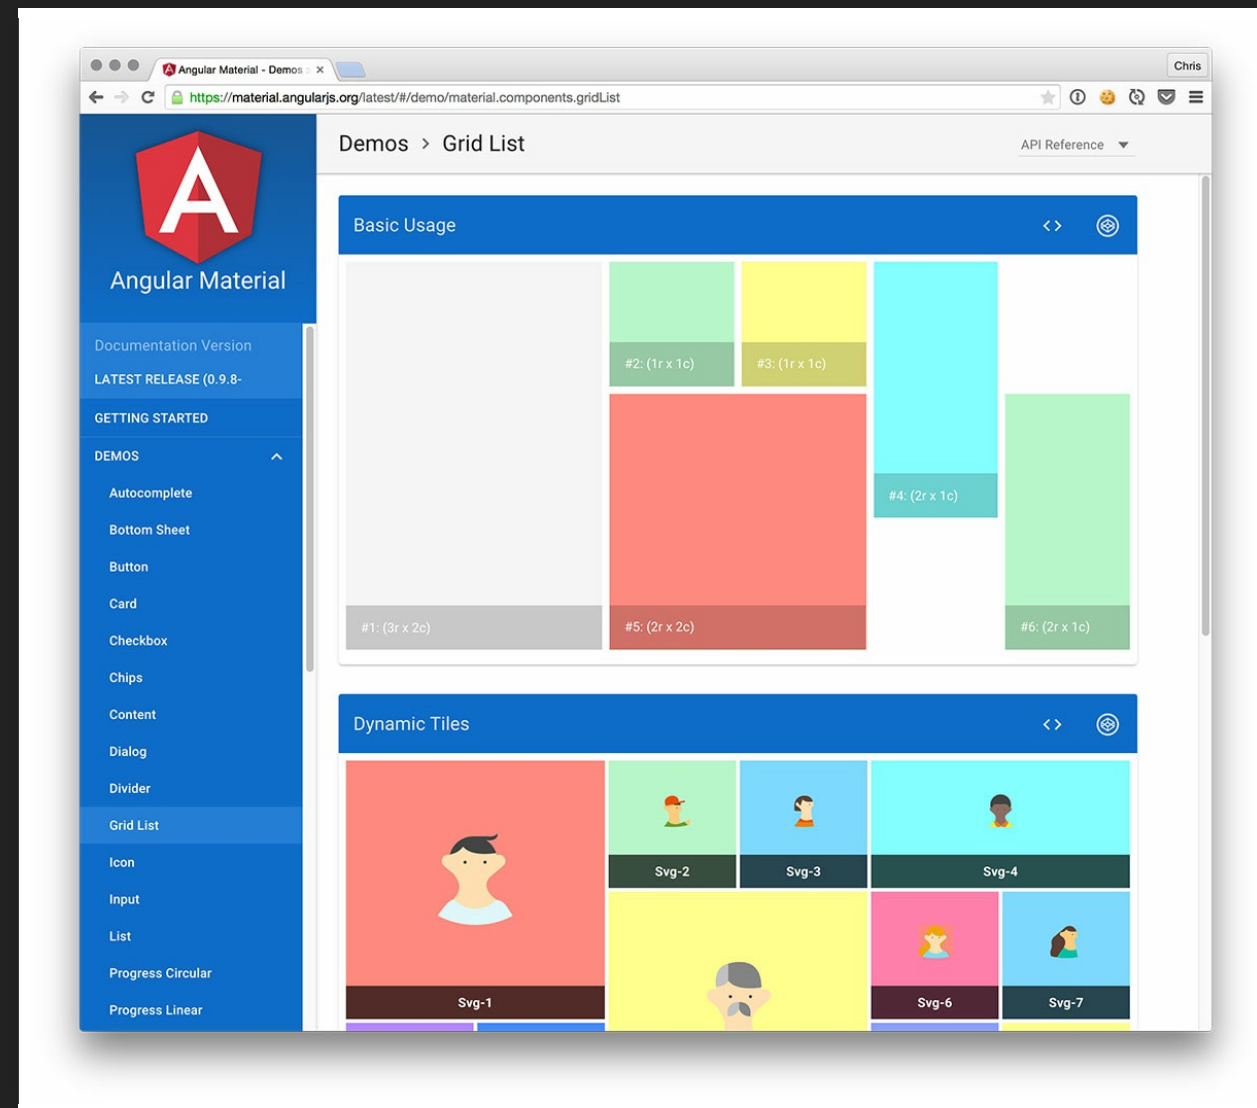 Angular Material - Demos
Chris
https://material.angularjs.org/latest/#/demo/material.components.gridList
A
Angular Material
Documentation Version
LATEST RELEASE (0.9.8-
GETTING STARTED
DEMOS
Autocomplete
Bottom Sheet
Button
Card
Checkbox
Chips
Content
Dialog
Divider
Grid List
Icon
Input
List
Progress Circular
Progress Linear
Demos > Grid List
API Reference
Basic Usage
#2: (1r x 1c)
#3: (1r x 1c)
#4: (2r x 1c)
#1: (3r x 2c)
#5: (2r x 2c)
#6: (2r x 1c)
Dynamic Tiles
Svg-2
Svg-3
Svg-4
Svg-1
Svg-6
Svg-7